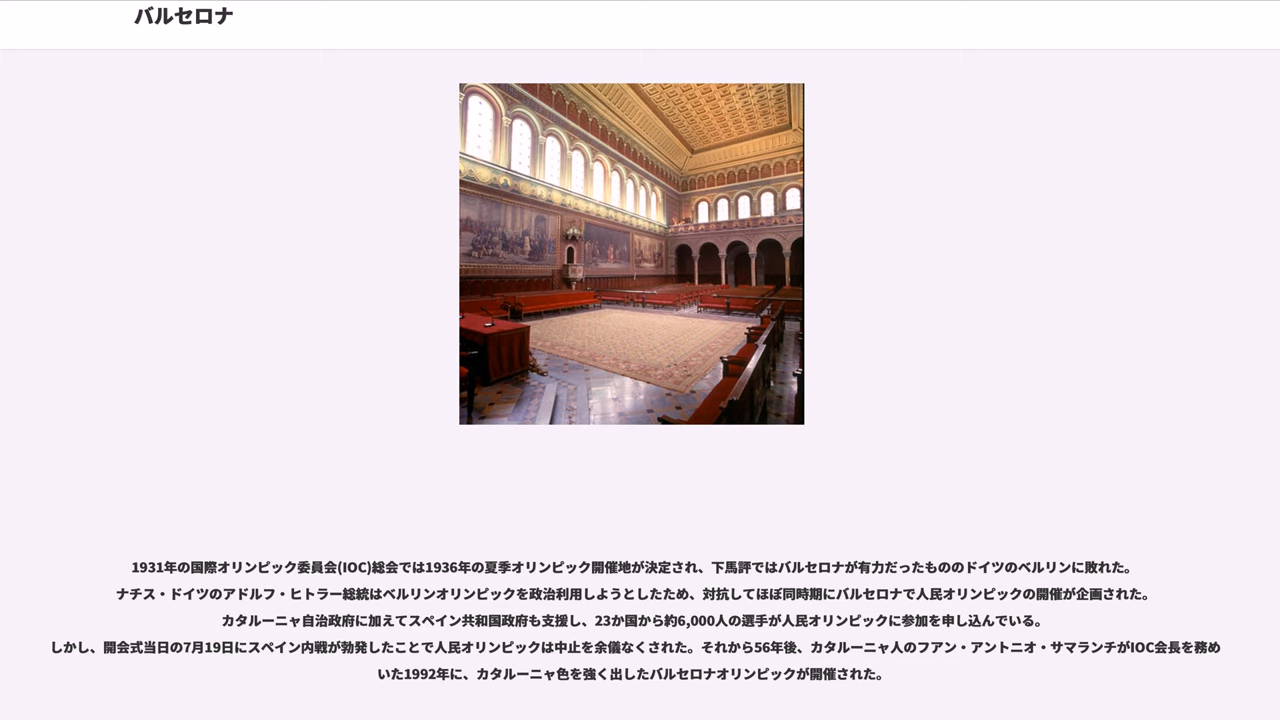 バルセロナ
1931年の国際オリンピック委員会(IOC)総会では1936年の夏季オリンピック開催地が決定され、下馬評ではバルセロナが有力だったもののドイツのベルリンに敗れた。
ナチス・ドイツのアドルフ・ヒトラー総統はベルリンオリンピックを政治利用しようとしたため、対抗してほぼ同時期にバルセロナで人民オリンピックの開催が企画された。
カタルーニャ自治政府に加えてスペイン共和国政府も支援し、23か国から約6,000人の選手が人民オリンピックに参加を申し込んでいる。
しかし、開会式当日の7月19日にスペイン内戦が勃発したことで人民オリンピックは中止を余儀なくされた。それから56年後、カタルーニャ人のフアン・アントニオ・サマランチがIOC会長を務め
いた1992年に、カタルーニャ色を強く出したバルセロナオリンピックが開催された。